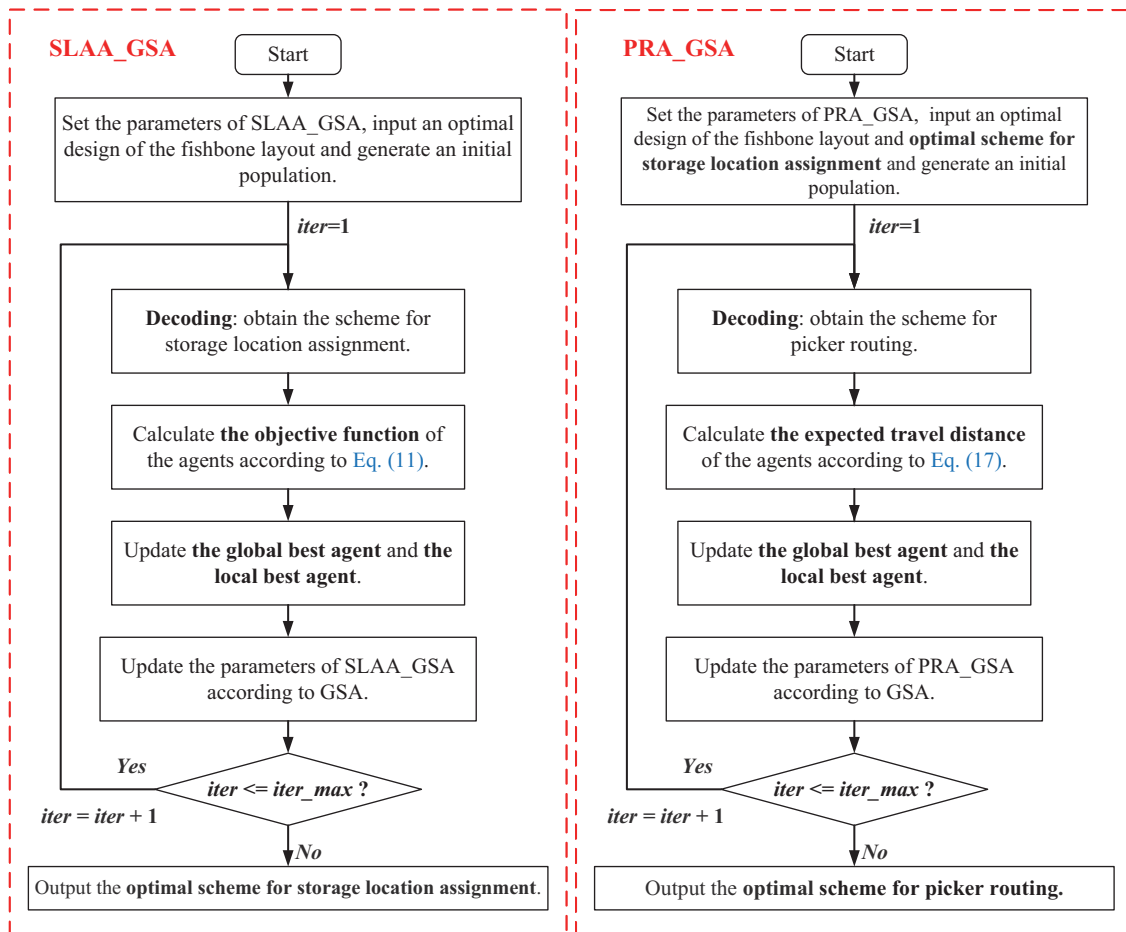 SLAA_GSA
Start
Set the parameters of SLAA_GSA, input an optimal
design of the fishbone layout and generate an initial
population.
iter=1
Decoding: obtain the scheme for
storage location assignment.
Calculate the objective function of
the agents according to Eq. (11).
Update the global best agent and the
local best agent.
Update the parameters of SLAA_GSA
according to GSA.
Yes
iter <= iter_max ?
iter = iter + 1
No
Output the optimal scheme for storage location assignment.
PRA_GSA
Start
Set the parameters of PRA_GSA, input an optimal
design of the fishbone layout and optimal scheme for
storage location assignment and generate an initial
population.
iter=1
Decoding: obtain the scheme for
picker routing.
Calculate the expected travel distance
of the agents according to Eq. (17).
Update the global best agent and the
local best agent.
Update the parameters of PRA_GSA
according to GSA.
Yes
iter <= iter_max ?
iter = iter + 1
No
Output the optimal scheme for picker routing.